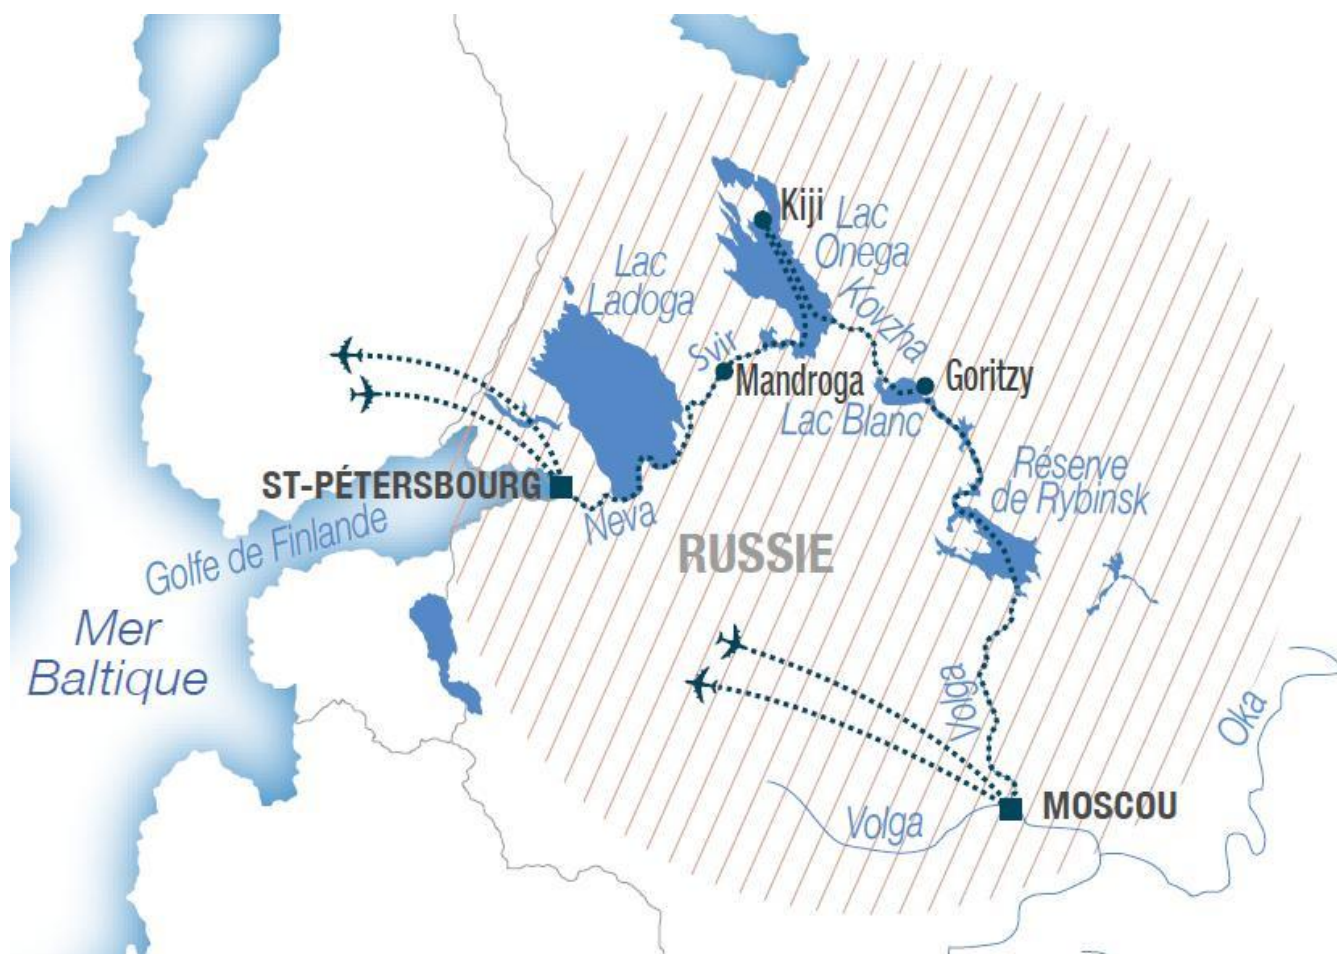 Kiji
Lac
Onega
Lac
Ladoga
Kovzha
Svir
Mandroga
Goritzy
Lac Blanc
Réserve
de Rybinsk
ST-PÉTERSBOURG
Neva
Golfe de Finlande
RUSSIE
Mer
Baltique
Volga
Oka
Volga
MOSCOU